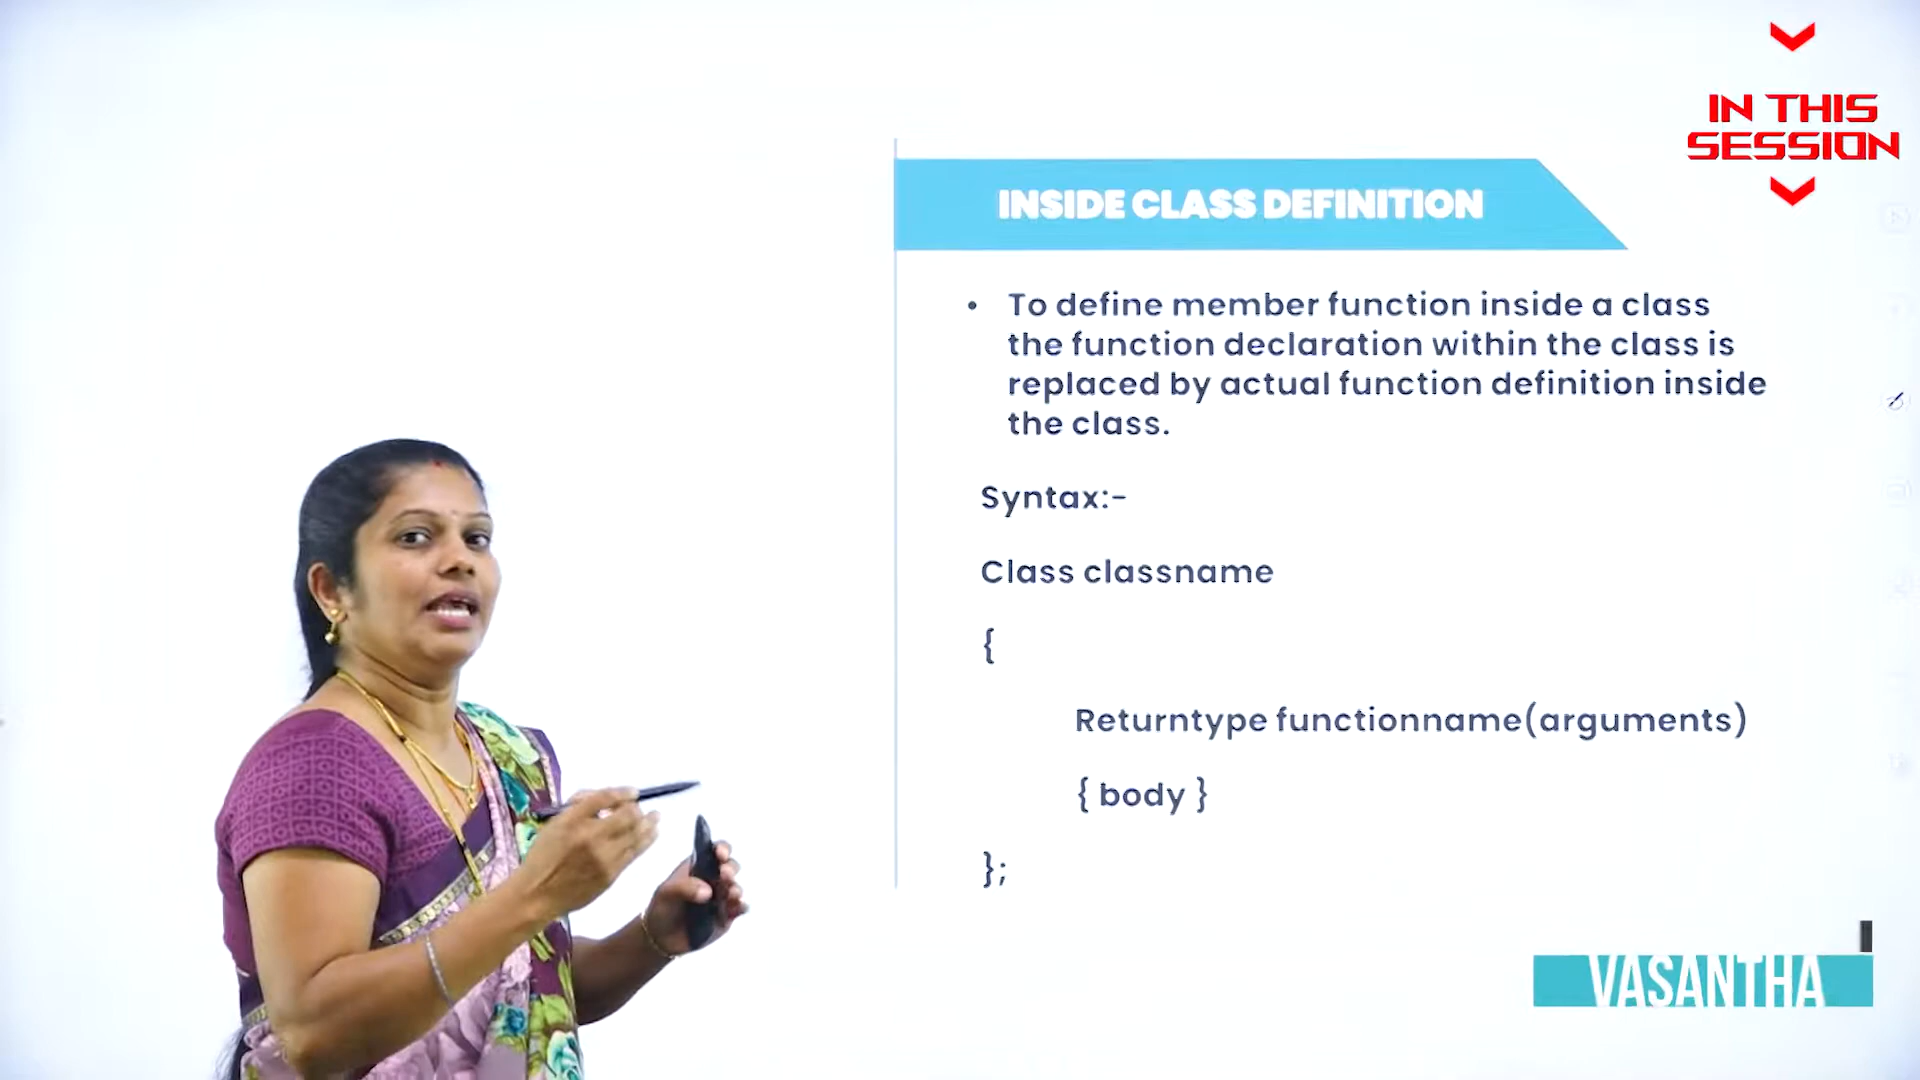 IN THIS
SESSION
INSIDE CLASS DEFINITION
• To define member function inside a class
the function declaration within the class is
replaced by actual function definition inside
the class.
Syntax:-
Class classname
{
Returntype functionname(arguments)
{ body }
};
VASANTHA